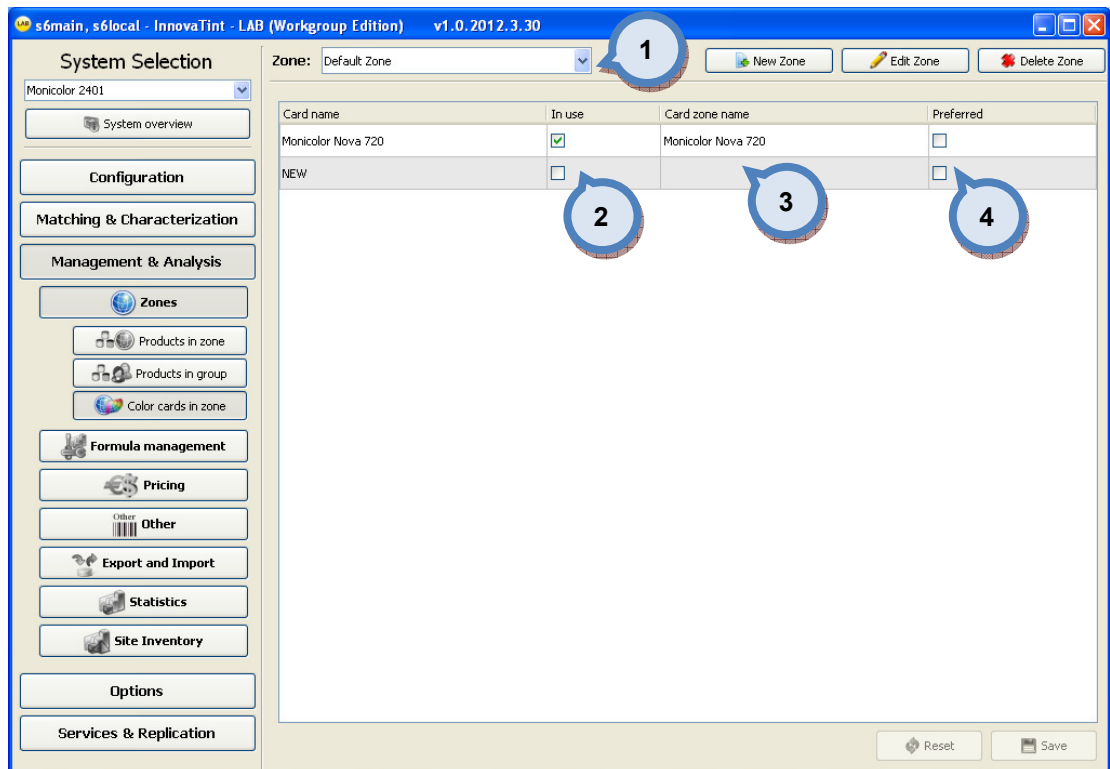 LAB s6main, s6local - InnovaTint - LAB (Workgroup Edition) v1.0.2012.3.30
System Selection
Monicolor 2401
System overview
Configuration
Matching & Characterization
Management & Analysis
Zones
Products in zone
Products in group
Color cards in zone
Formula management
Pricing
Other Other
Export and Import
Statistics
Site Inventory
Options
Services & Replication
Zone: Default Zone 1 New Zone Edit Zone Delete Zone
Card name In use Card zone name Preferred
Monicolor Nova 720 Monicolor Nova 720
NEW
2 3 4
Reset Save